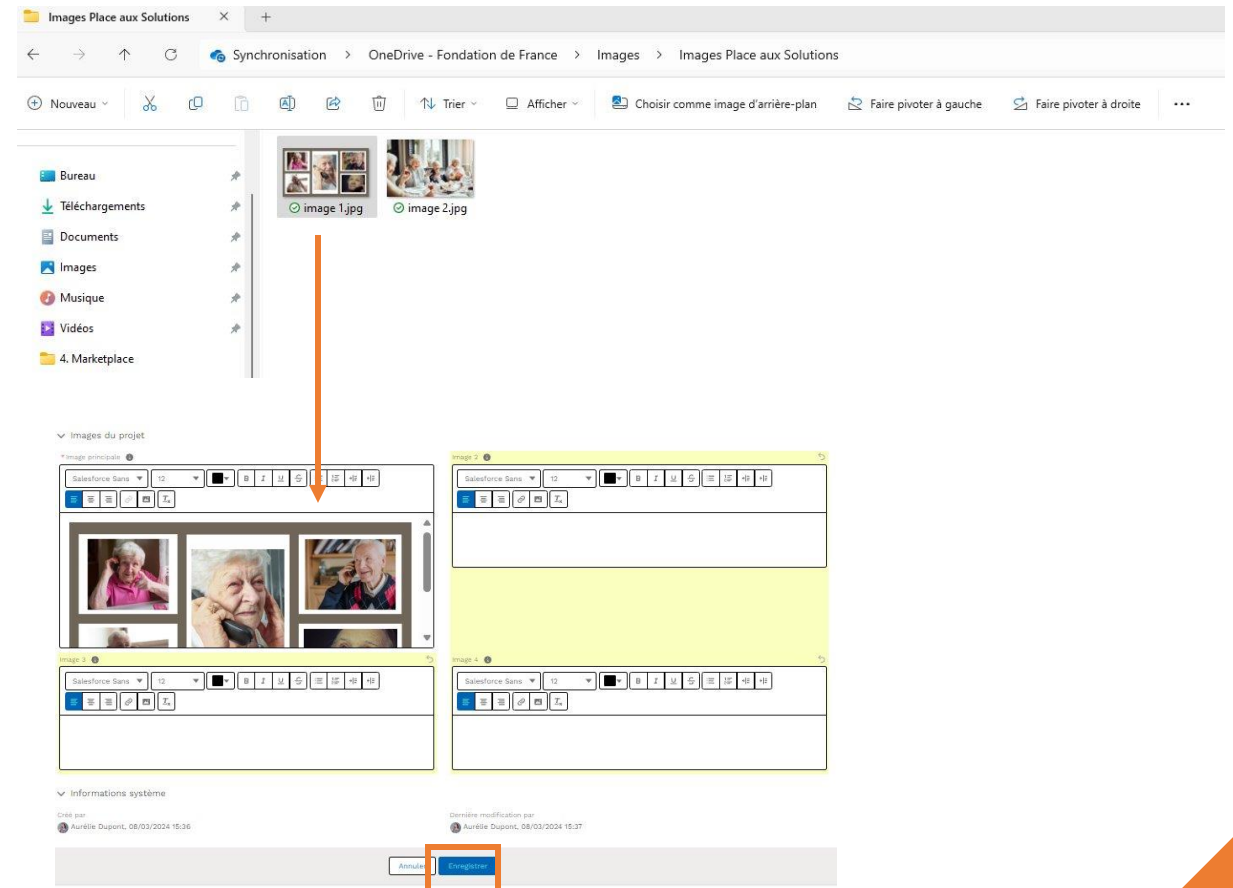 Images Place aux Solutions
Synchronisation > OneDrive - Fondation de France > Images > Images Place aux Solutions
Nouveau Trier Afficher Choisir comme image d'arrière-plan Faire pivoter à gauche Faire pivoter à droite ...
Bureau
Téléchargements
Documents
Images
Musique
Vidéos
4. Marketplace
image 1.jpg image 2.jpg
Images du projet
* Image principale Image 2
Salesforce Sans 12 B I U S Salesforce Sans 12 B I U S
Image 3 Image 4
Salesforce Sans 12 B I U S Salesforce Sans 12 B I U S
Informations système
Créé par Dernière modification par
Aurélie Dupont, 08/03/2024 15:36 Aurélie Dupont, 08/03/2024 15:37
Annuler Enregistrer